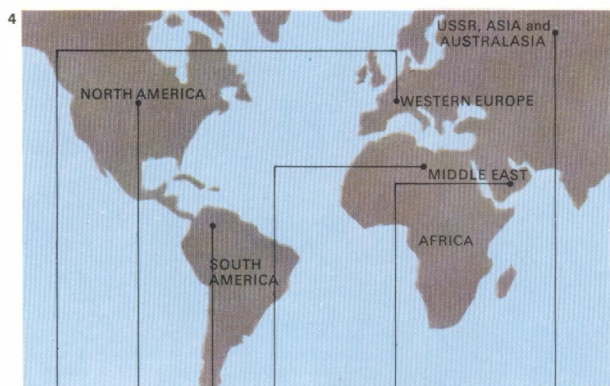 4
USSR, ASIA and
AUSTRALASIA
NORTH AMERICA
WESTERN EUROPE
MIDDLE EAST
AFRICA
SOUTH
AMERICA